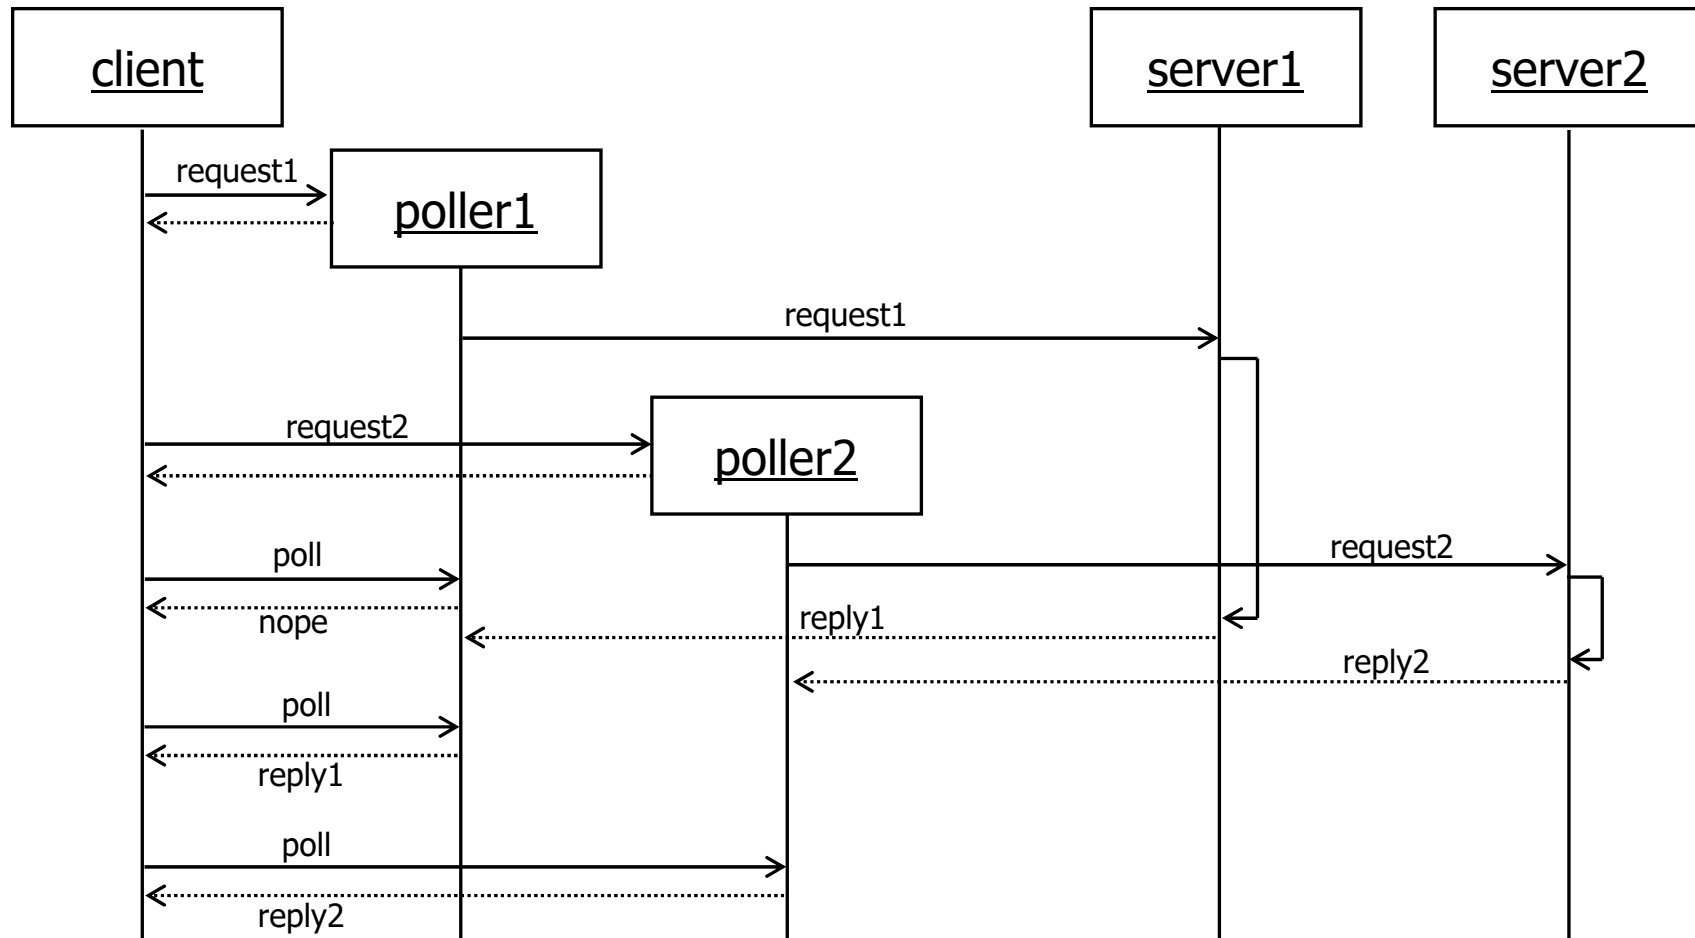 client
server1
server2
request1
poller1
request1
request2
poller2
request2
poll
nope
reply1
reply2
poll
reply1
poll
reply2